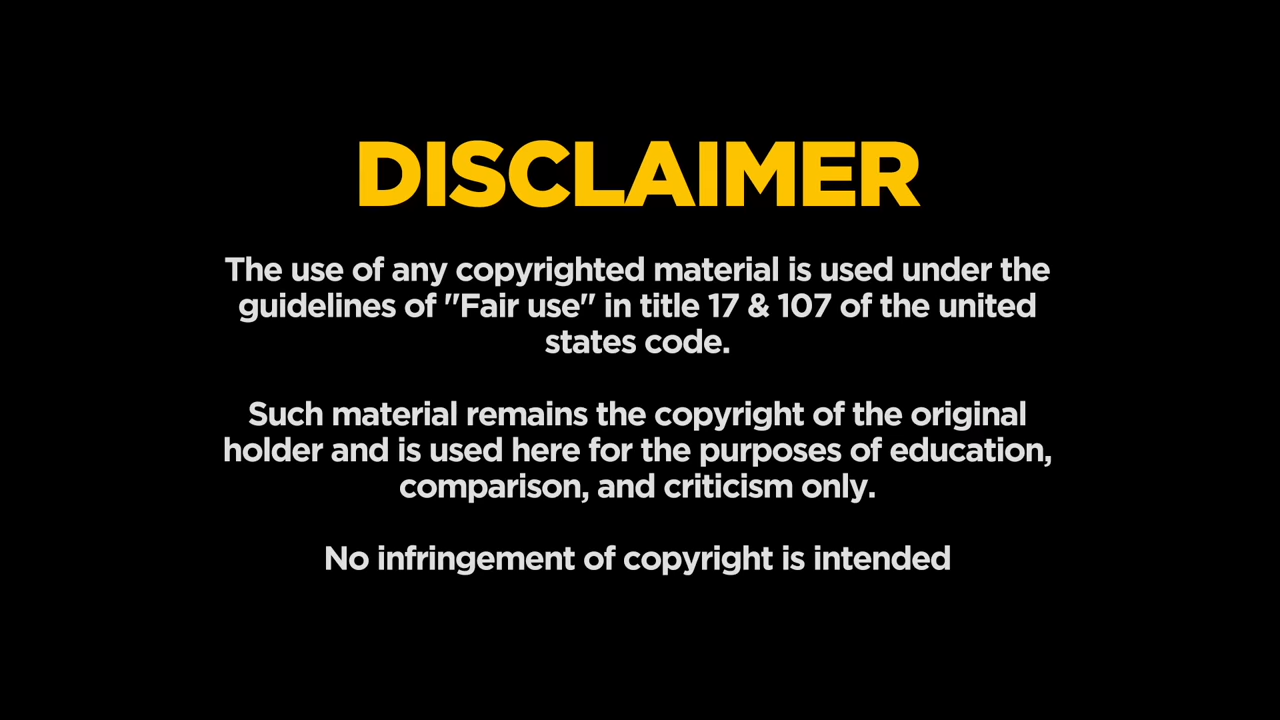 DISCLAIMER
The use of any copyrighted material is used under the
guidelines of "Fair use" in title 17 & 107 of the united
states code.
Such material remains the copyright of the original
holder and is used here for the purposes of education,
comparison, and criticism only.
No infringement of copyright is intended